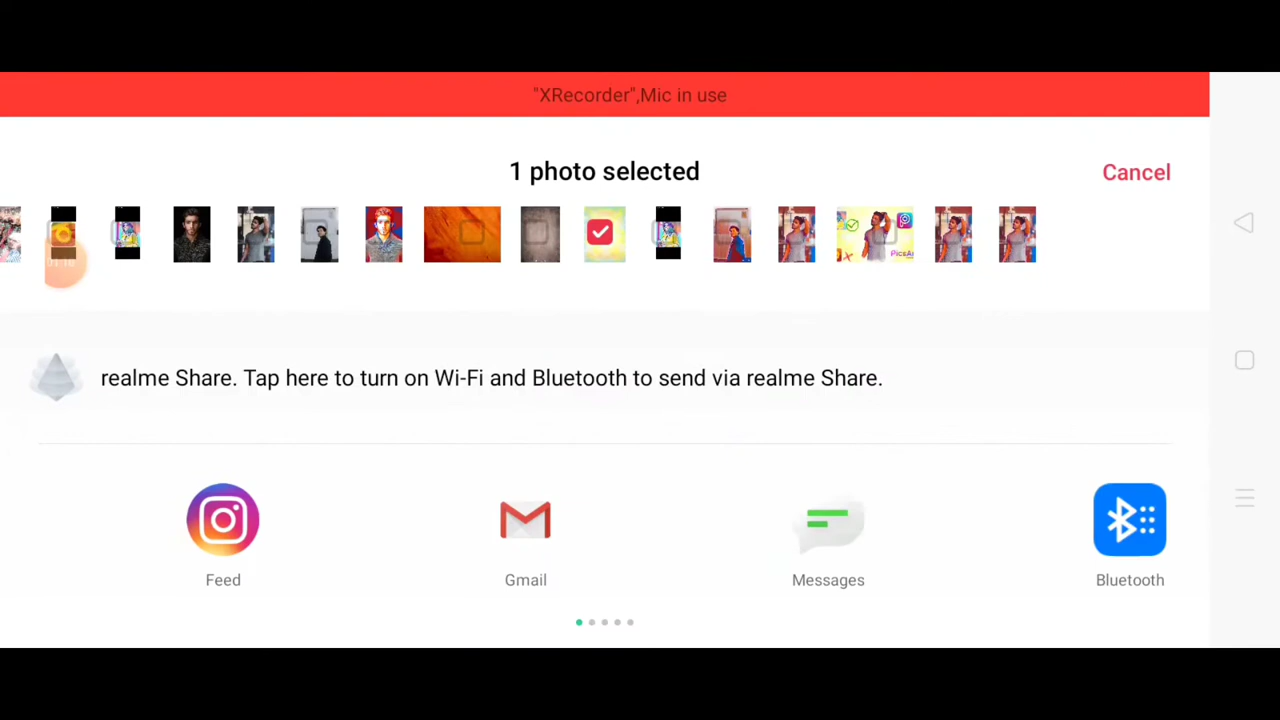 "XRecorder",Mic in use
1 photo selected
Cancel
realme Share. Tap here to turn on Wi-Fi and Bluetooth to send via realme Share.
Feed
Gmail
Messages
Bluetooth